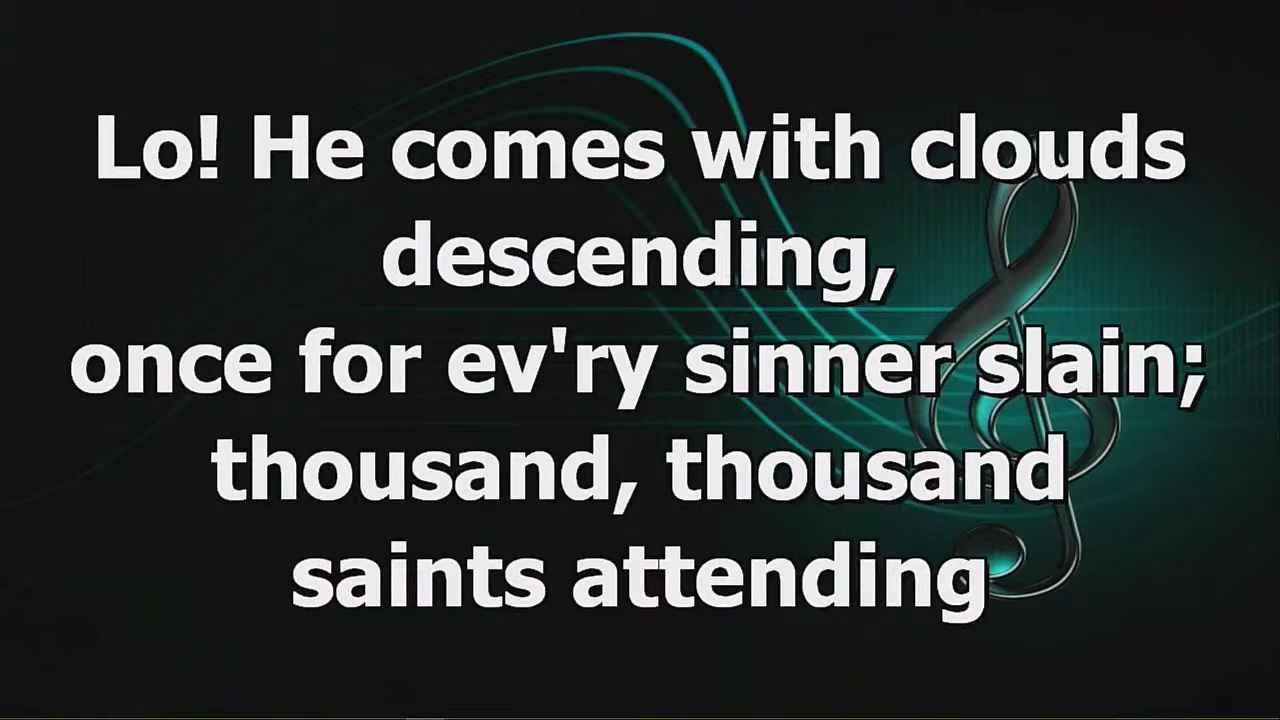 Lo! He comes with clouds
descending,
once for ev'ry sinner slain;
thousand, thousand
saints attending